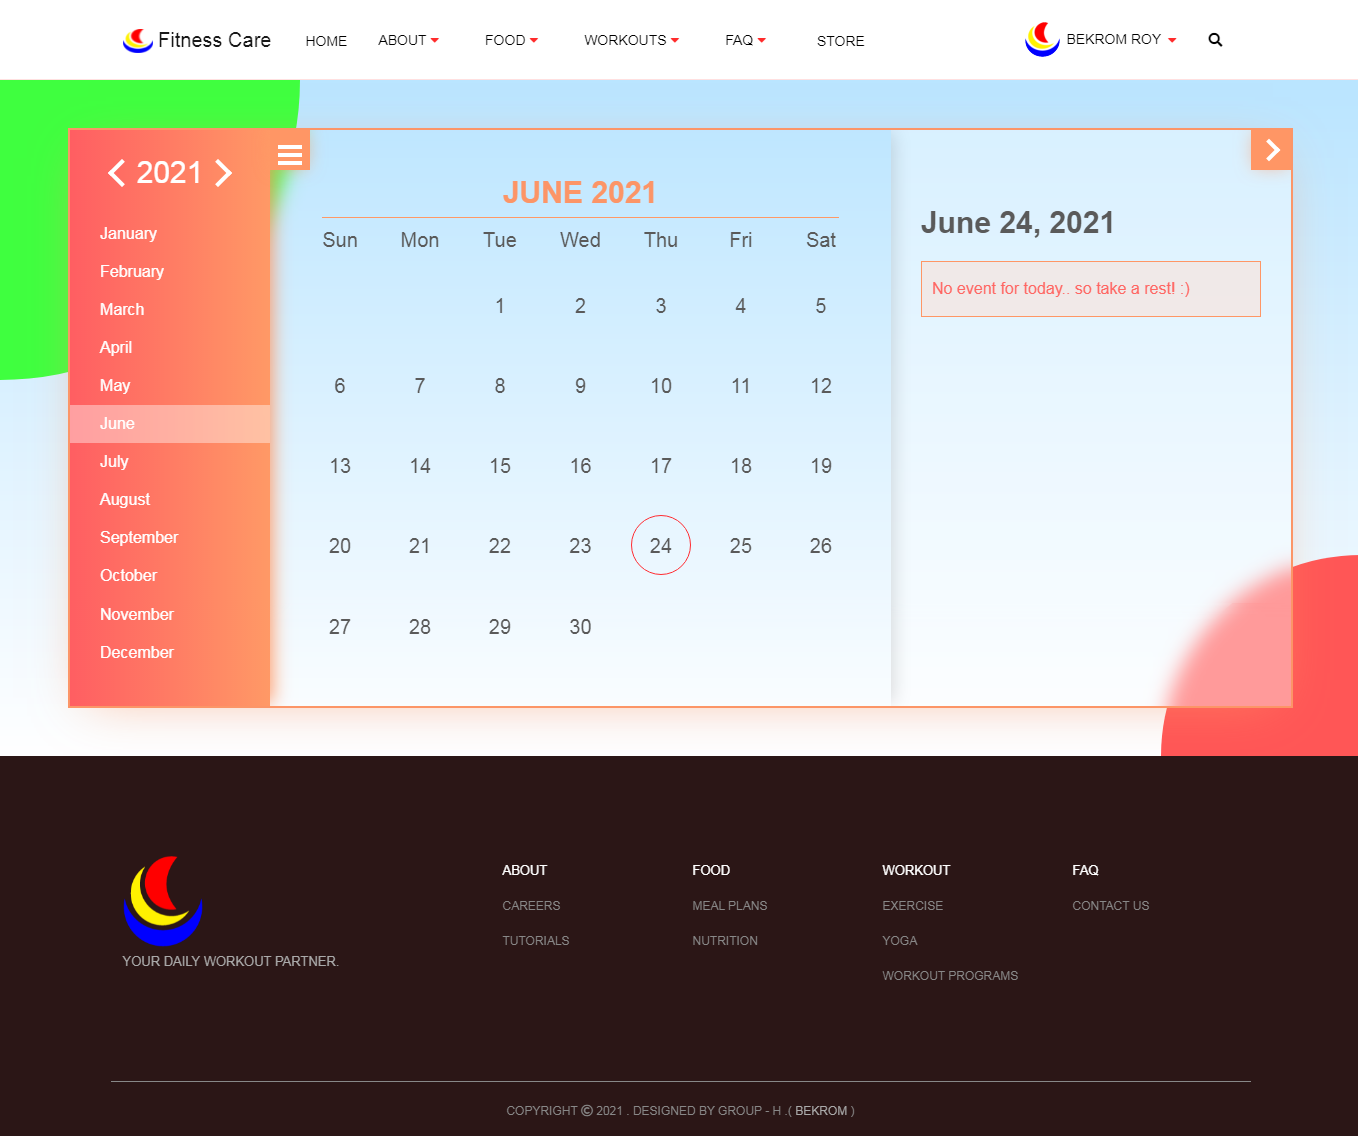 Fitness Care HOME ABOUT FOOD WORKOUTS FAQ STORE BEKROM ROY
2021
January
February
March
April
May
June
July
August
September
October
November
December
JUNE 2021
Sun Mon Tue Wed Thu Fri Sat
1 2 3 4 5
6 7 8 9 10 11 12
13 14 15 16 17 18 19
20 21 22 23 24 25 26
27 28 29 30
June 24, 2021
No event for today.. so take a rest! :)
YOUR DAILY WORKOUT PARTNER.
ABOUT
CAREERS
TUTORIALS
FOOD
MEAL PLANS
NUTRITION
WORKOUT
EXERCISE
YOGA
WORKOUT PROGRAMS
FAQ
CONTACT US
COPYRIGHT © 2021 . DESIGNED BY GROUP - H .( BEKROM )